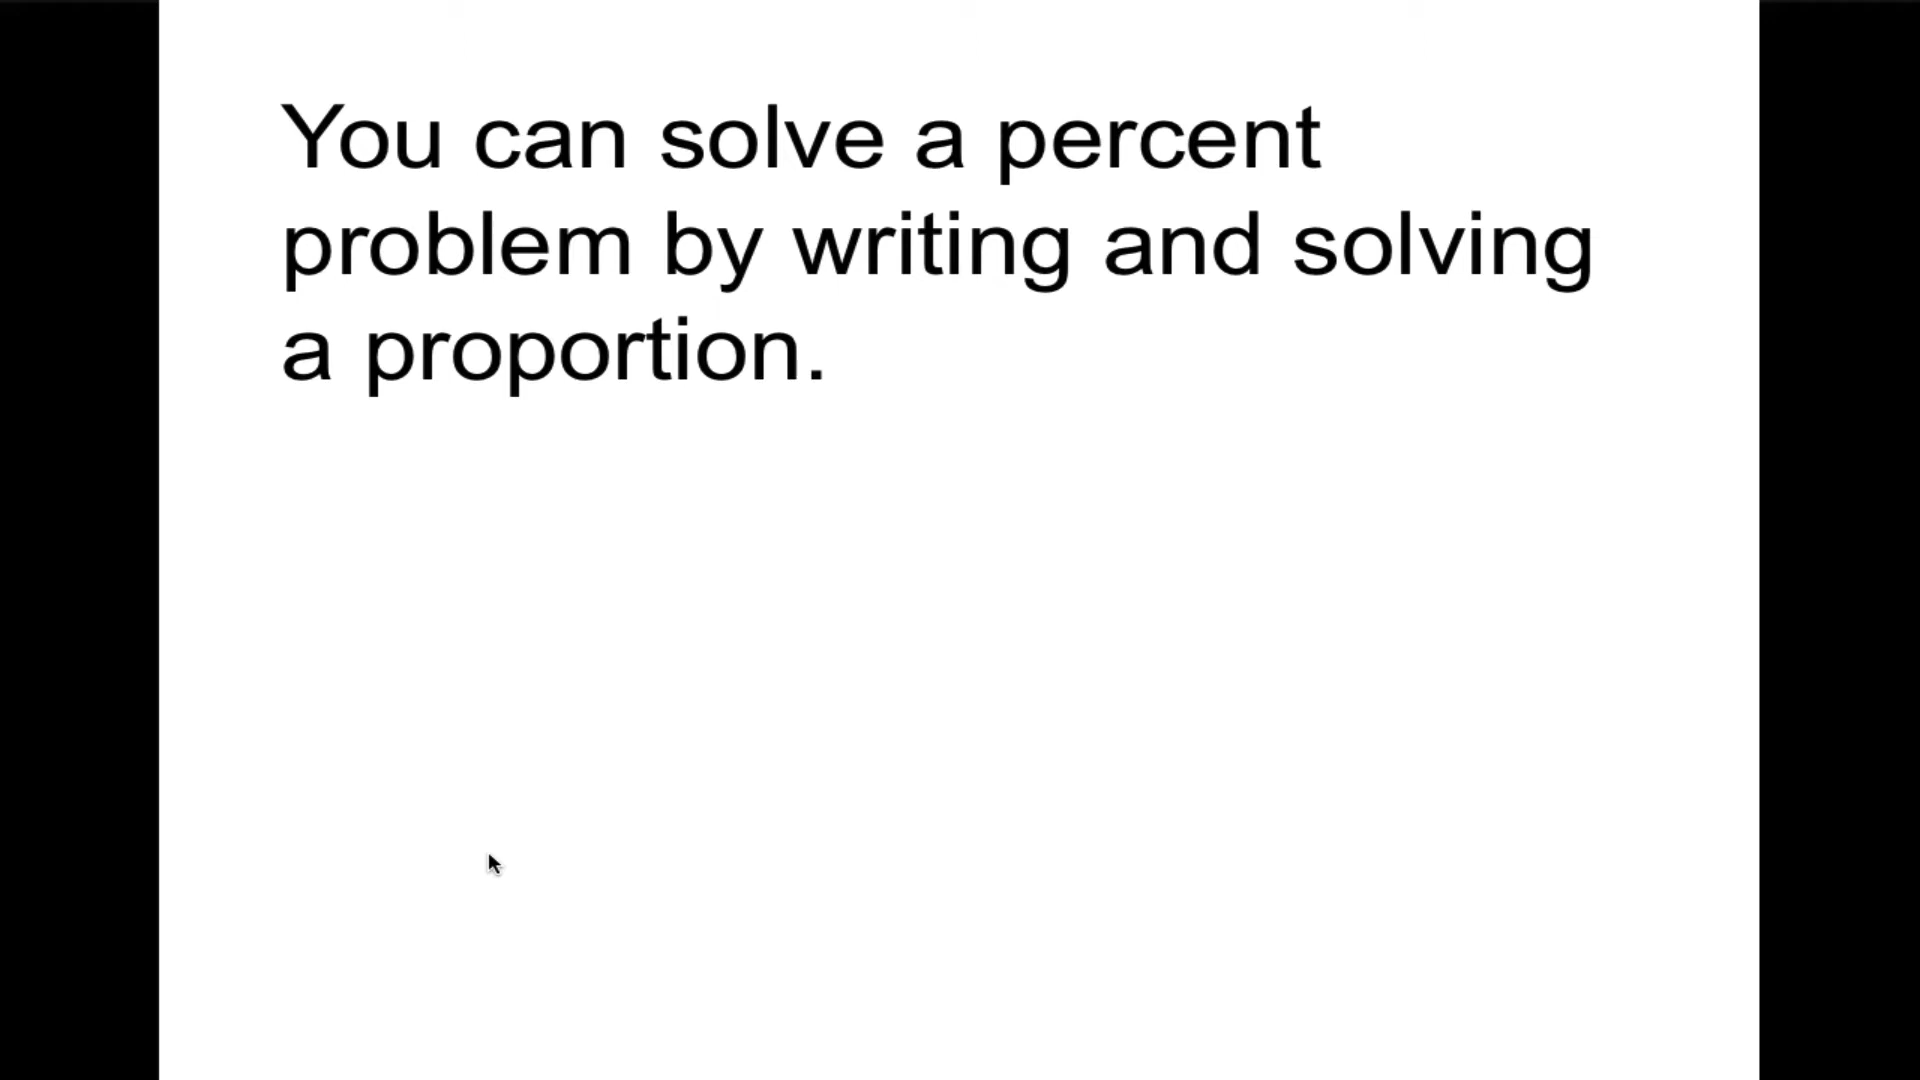 You can solve a percent
problem by writing and solving
a proportion.